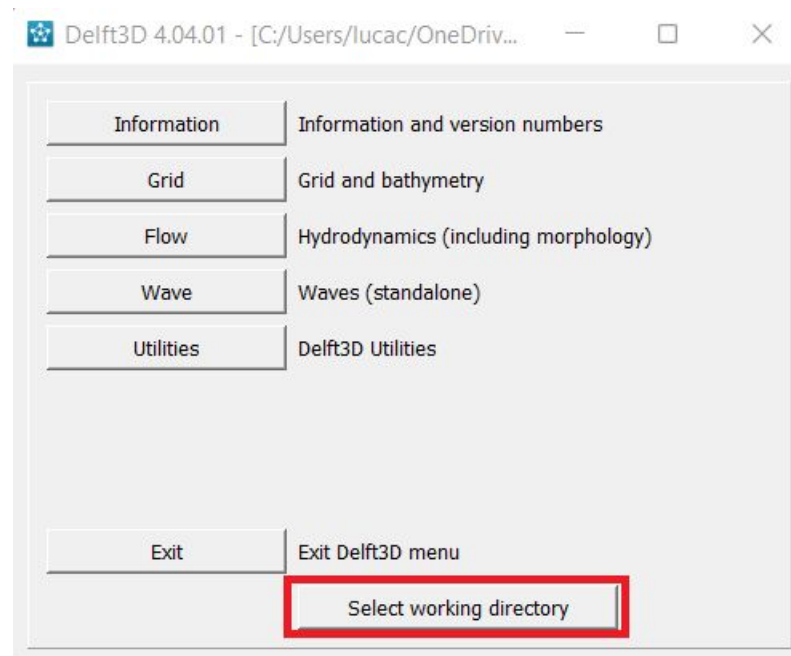 Delft3D 4.04.01 - [C:/Users/lucac/OneDriv...
Information Information and version numbers
Grid Grid and bathymetry
Flow Hydrodynamics (including morphology)
Wave Waves (standalone)
Utilities Delft3D Utilities
Exit Exit Delft3D menu
Select working directory